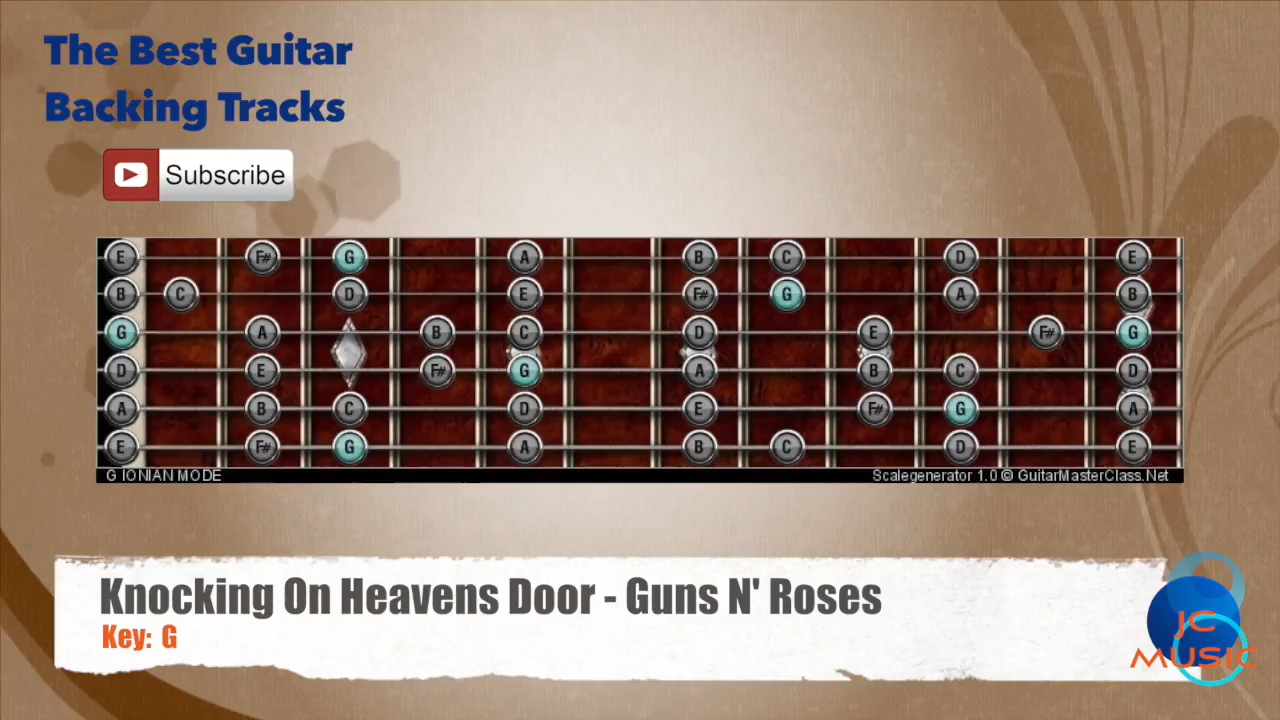 The Best Guitar
Backing Tracks
Subscribe
E F# G A B C D E
B C D E F# G A B
G A B C D E F# G
D E F# G A B C D
A B C D E F# G A
E F# G A B C D E
G IONIAN MODE
Scalegenerator 1.0 © GuitarMasterClass.Net
Knocking On Heavens Door - Guns N' Roses
Key: G
JC
MUSIC